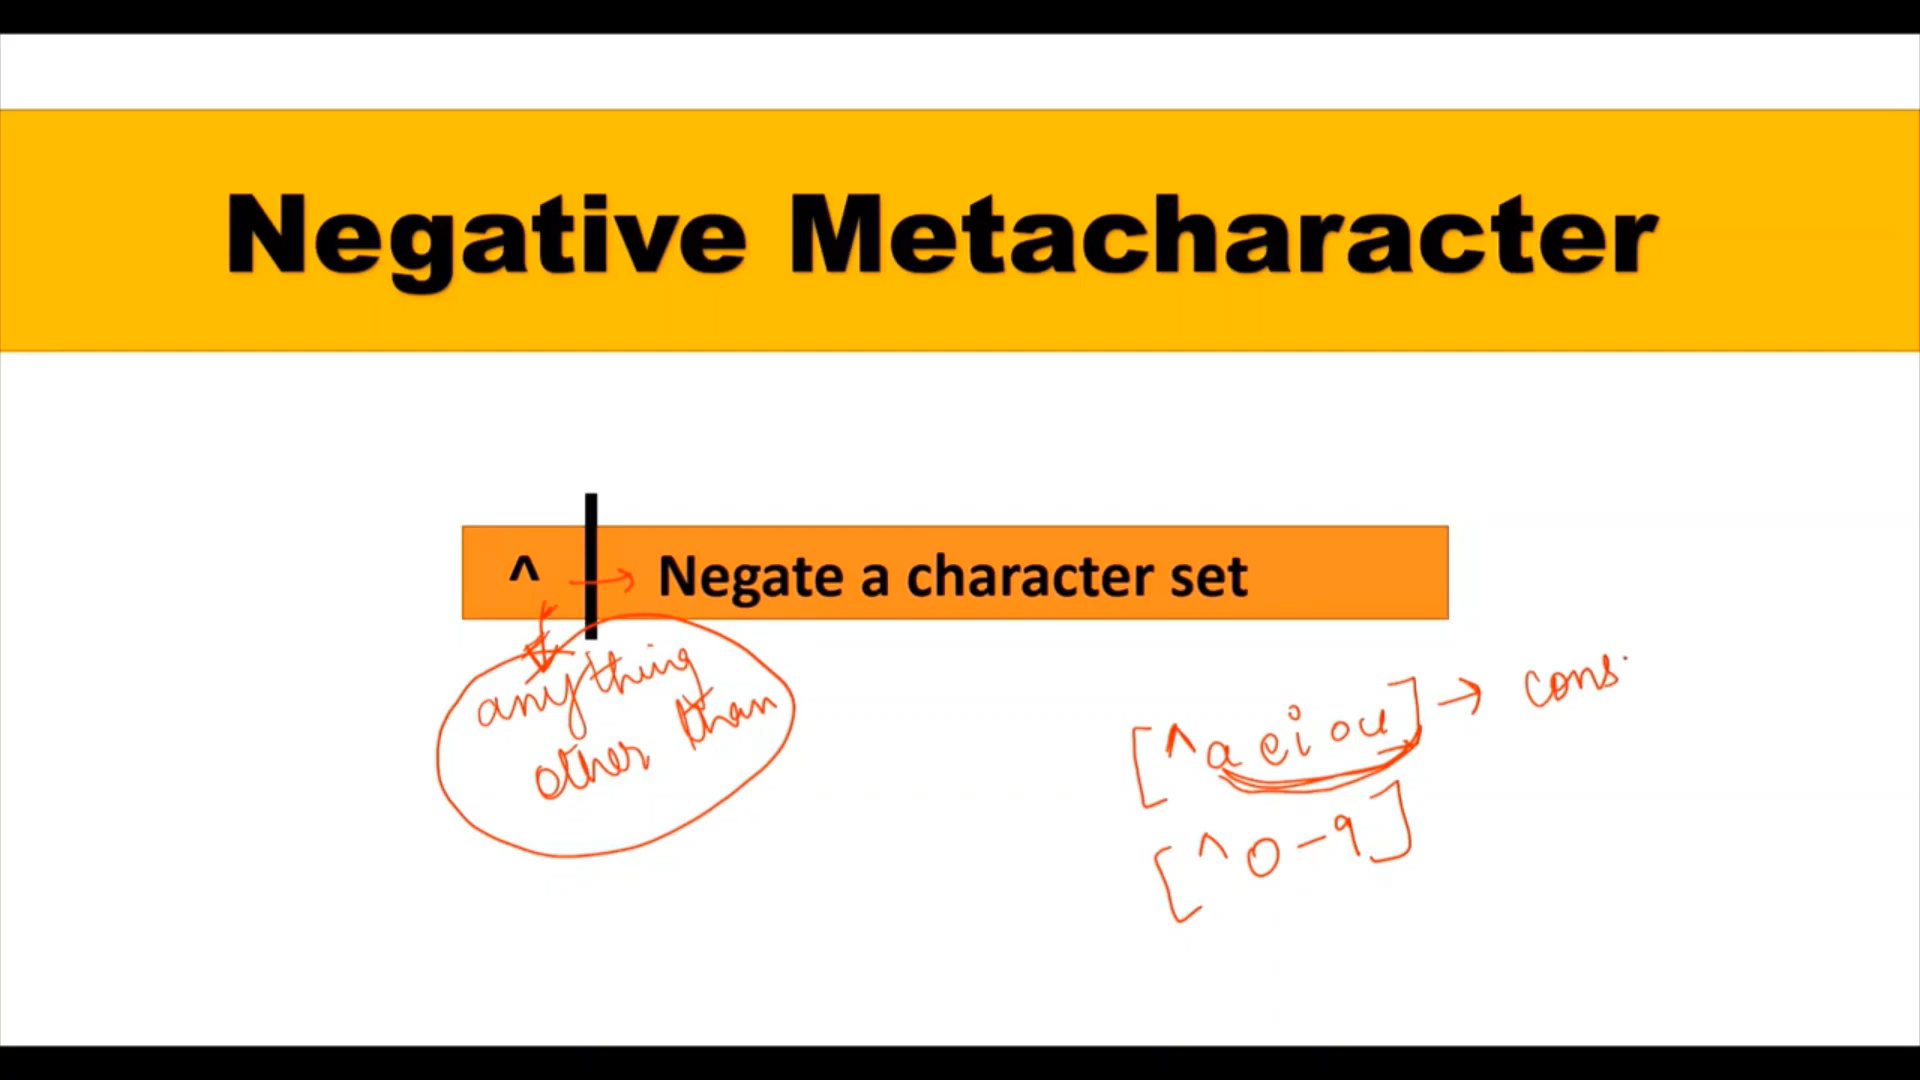 Negative Metacharacter
^ Negate a character set
anything
other than
[^aeiou] → cons.
[^0-9]